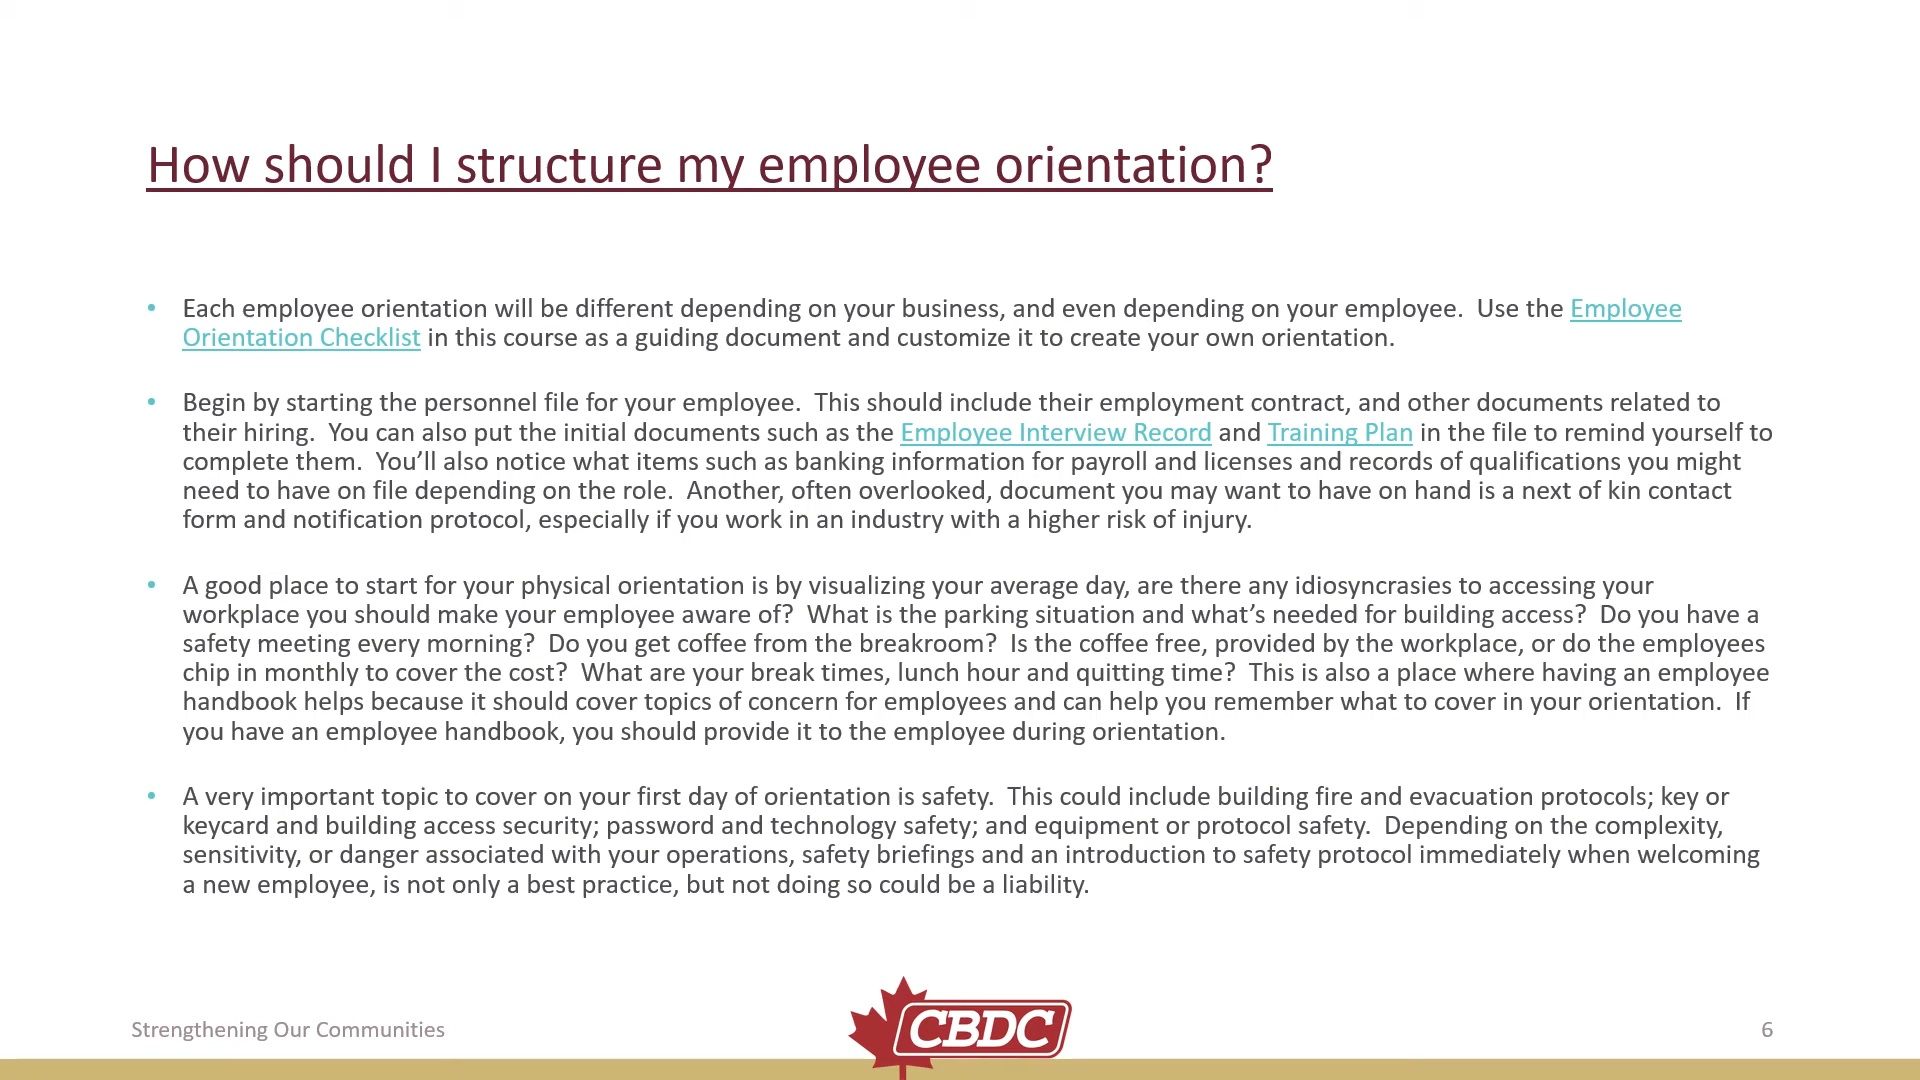 How should I structure my employee orientation?
• Each employee orientation will be different depending on your business, and even depending on your employee.  Use the Employee
Orientation Checklist in this course as a guiding document and customize it to create your own orientation.
• Begin by starting the personnel file for your employee.  This should include their employment contract, and other documents related to
their hiring.  You can also put the initial documents such as the Employee Interview Record and Training Plan in the file to remind yourself to
complete them.  You’ll also notice what items such as banking information for payroll and licenses and records of qualifications you might
need to have on file depending on the role.  Another, often overlooked, document you may want to have on hand is a next of kin contact
form and notification protocol, especially if you work in an industry with a higher risk of injury.
• A good place to start for your physical orientation is by visualizing your average day, are there any idiosyncrasies to accessing your
workplace you should make your employee aware of?  What is the parking situation and what’s needed for building access?  Do you have a
safety meeting every morning?  Do you get coffee from the breakroom?  Is the coffee free, provided by the workplace, or do the employees
chip in monthly to cover the cost?  What are your break times, lunch hour and quitting time?  This is also a place where having an employee
handbook helps because it should cover topics of concern for employees and can help you remember what to cover in your orientation.  If
you have an employee handbook, you should provide it to the employee during orientation.
• A very important topic to cover on your first day of orientation is safety.  This could include building fire and evacuation protocols; key or
keycard and building access security; password and technology safety; and equipment or protocol safety.  Depending on the complexity,
sensitivity, or danger associated with your operations, safety briefings and an introduction to safety protocol immediately when welcoming
a new employee, is not only a best practice, but not doing so could be a liability.
Strengthening Our Communities
CBDC
6